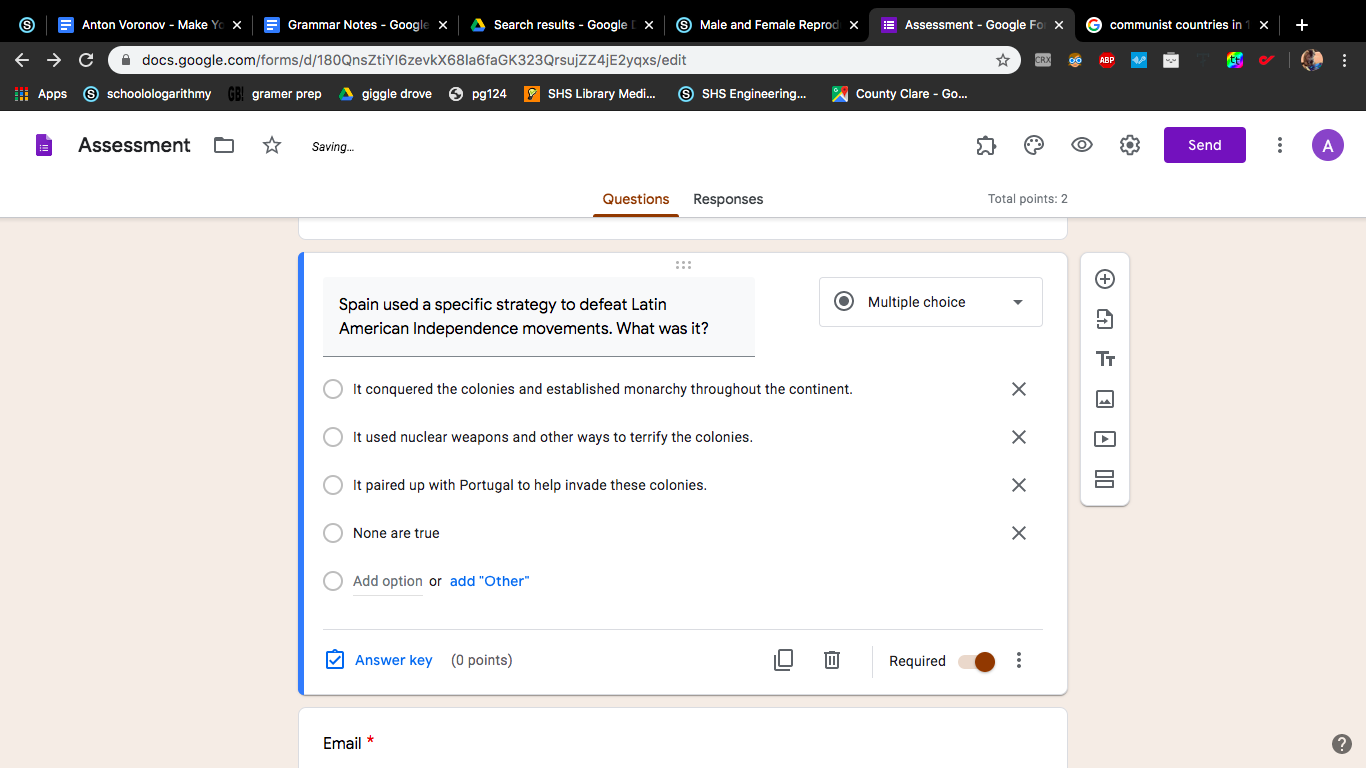 Anton Voronov - Make Yo
Grammar Notes - Google
Search results - Google D
Male and Female Reprod
Assessment - Google Fo
communist countries in 1
docs.google.com/forms/d/180QnsZtiYI6zevkX68Ia6faGK323QrsujZZ4jE2yqxs/edit
CRX
ABP
Apps
schoolologarithmy
GB!
gramer prep
giggle drove
pg124
SHS Library Medi...
SHS Engineering...
County Clare - Go...
Assessment
Saving...
Send
A
Questions
Responses
Total points: 2
Spain used a specific strategy to defeat Latin
American Independence movements. What was it?
Multiple choice
It conquered the colonies and established monarchy throughout the continent.
It used nuclear weapons and other ways to terrify the colonies.
Tт
It paired up with Portugal to help invade these colonies.
None are true
Add option or add "Other"
Answer key (0 points)
Required
Email *